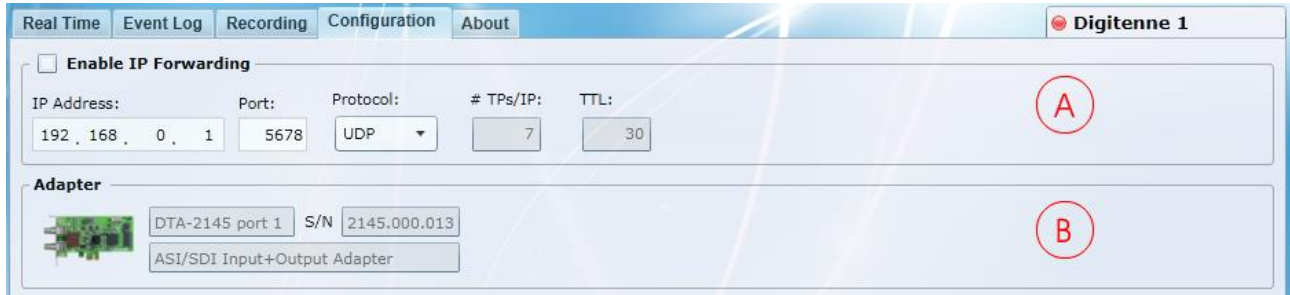 Real Time Event Log Recording Configuration About Digitenne 1
Enable IP Forwarding
IP Address: Port: Protocol: # TPs/IP: TTL:
192 . 168 . 0 . 1 5678 UDP 7 30
A
Adapter
DTA-2145 port 1 S/N 2145.000.013
ASI/SDI Input+Output Adapter
B